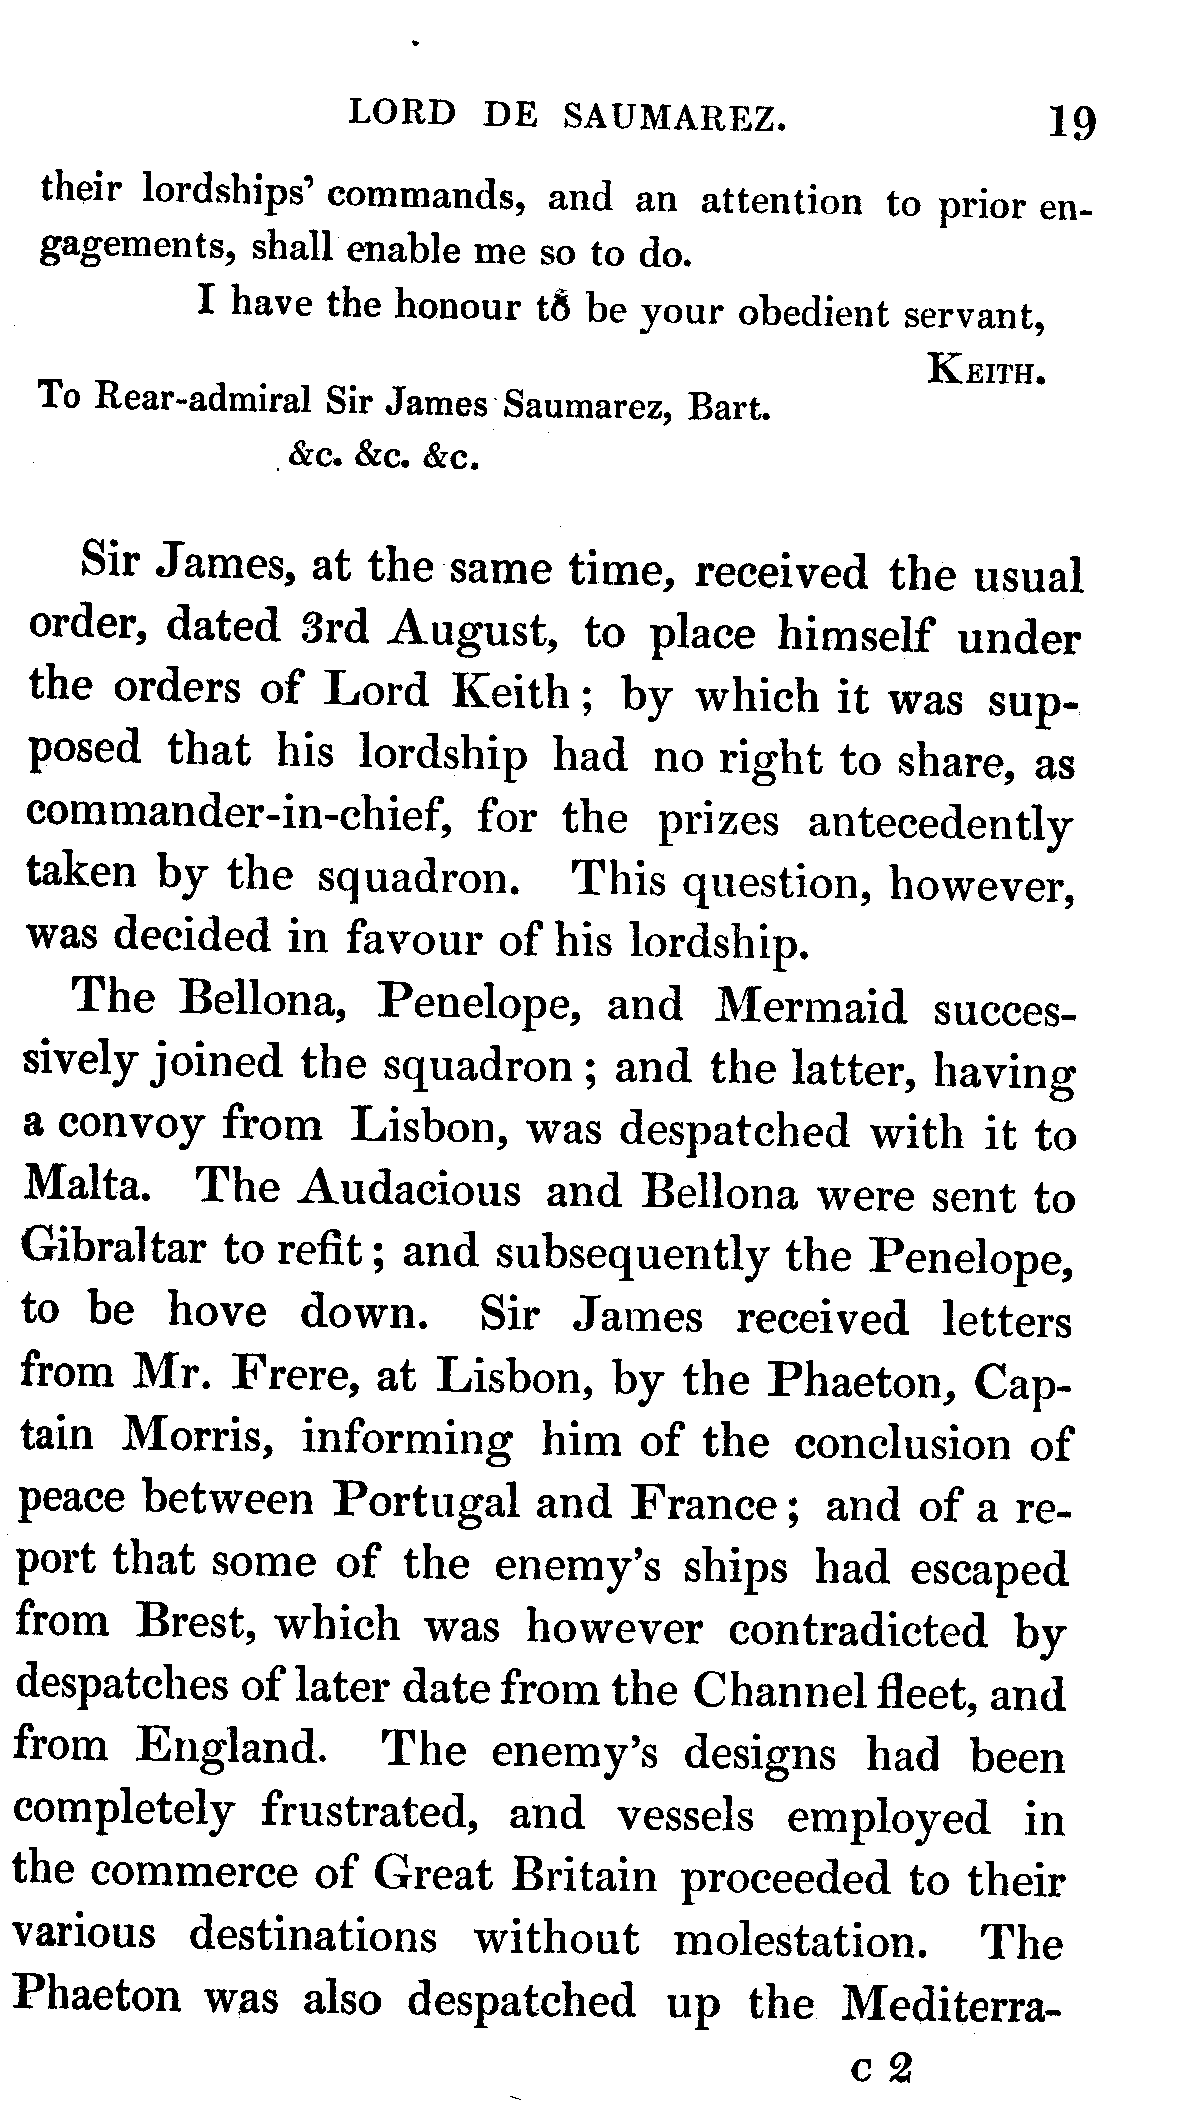 LORD DE SAUMAREZ. 19
their lordships' commands, and an attention to prior en-
gagements, shall enable me so to do.
I have the honour to be your obedient servant,
KEITH.
To Rear-admiral Sir James Saumarez, Bart.
&c. &c. &c.
Sir James, at the same time, received the usual
order, dated 3rd August, to place himself under
the orders of Lord Keith; by which it was sup-
posed that his lordship had no right to share, as
commander-in-chief, for the prizes antecedently
taken by the squadron. This question, however,
was decided in favour of his lordship.
The Bellona, Penelope, and Mermaid succes-
sively joined the squadron; and the latter, having
a convoy from Lisbon, was despatched with it to
Malta. The Audacious and Bellona were sent to
Gibraltar to refit; and subsequently the Penelope,
to be hove down. Sir James received letters
from Mr. Frere, at Lisbon, by the Phaeton, Cap-
tain Morris, informing him of the conclusion of
peace between Portugal and France; and of a re-
port that some of the enemy's ships had escaped
from Brest, which was however contradicted by
despatches of later date from the Channel fleet, and
from England. The enemy's designs had been
completely frustrated, and vessels employed in
the commerce of Great Britain proceeded to their
various destinations without molestation. The
Phaeton was also despatched up the Mediterra-
C 2